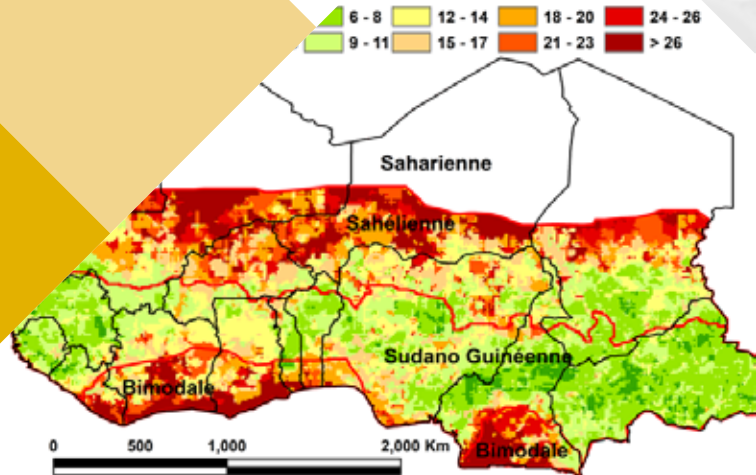 6 - 8 12 - 14 18 - 20 24 - 26
9 - 11 15 - 17 21 - 23 > 26
Saharienne
Sahélienne
Sudano Guinéenne
Bimodale
Bimodale
0 500 1,000 2,000 Km